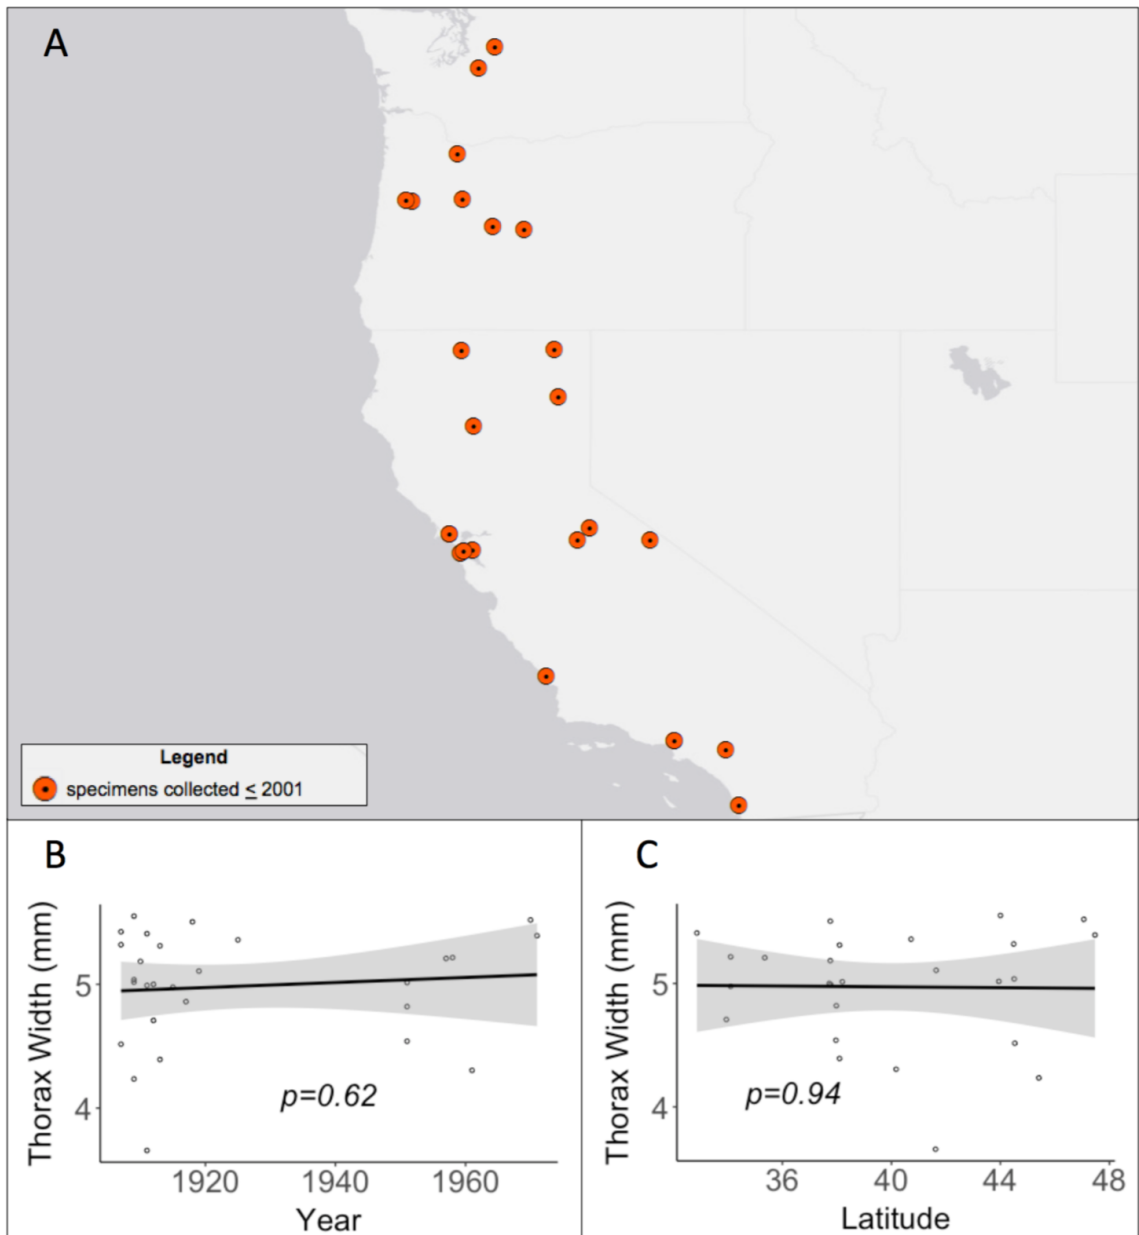 A
Legend
specimens collected ≤ 2001
B
Thorax Width (mm)
5
4
p=0.62
1920 1940 1960
Year
C
Thorax Width (mm)
5
4
p=0.94
36 40 44 48
Latitude